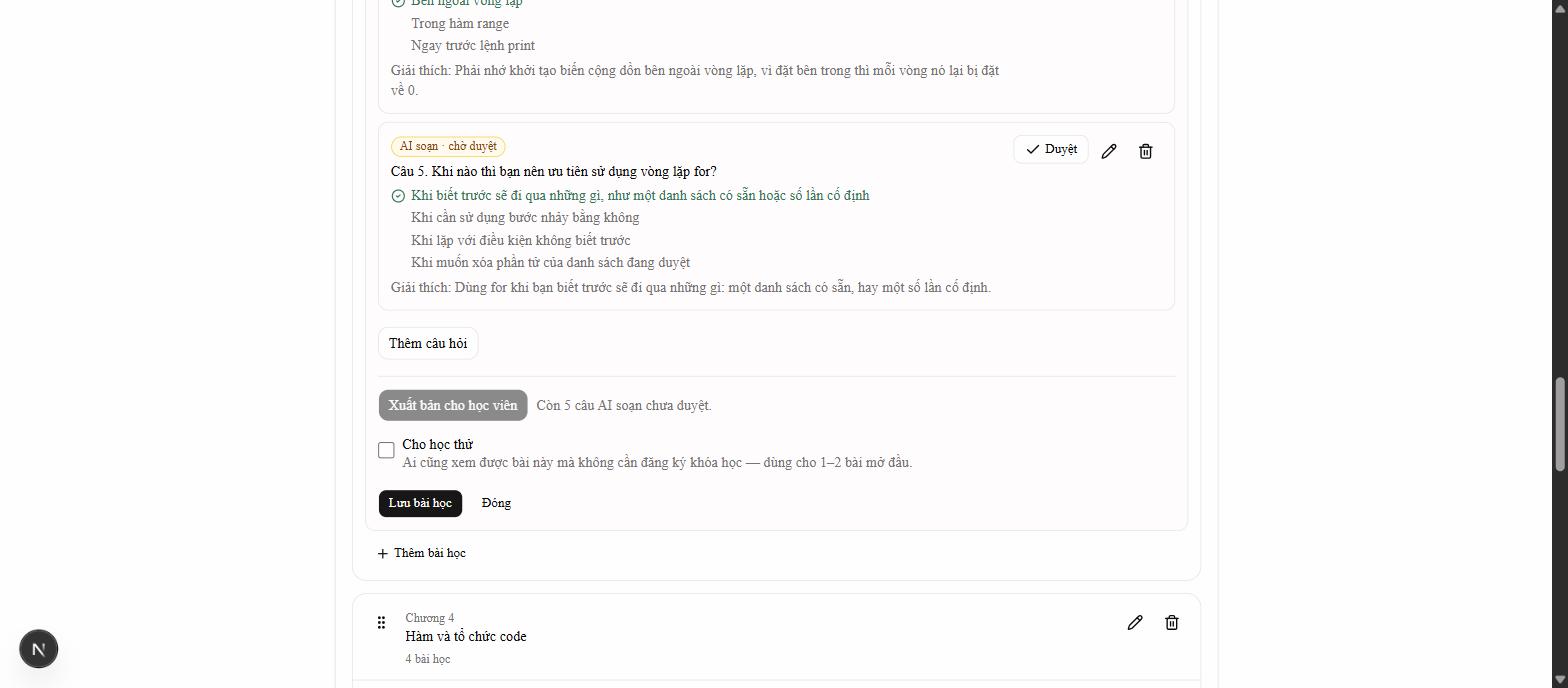 Bên ngoài vòng lặp
Trong hàm range
Ngay trước lệnh print
Giải thích: Phải nhớ khởi tạo biến cộng dồn bên ngoài vòng lặp, vì đặt bên trong thì mỗi vòng nó lại bị đặt
về 0.
AI soạn · chờ duyệt
Duyệt
Câu 5. Khi nào thì bạn nên ưu tiên sử dụng vòng lặp for?
Khi biết trước sẽ đi qua những gì, như một danh sách có sẵn hoặc số lần cố định
Khi cần sử dụng bước nhảy bằng không
Khi lặp với điều kiện không biết trước
Khi muốn xóa phần tử của danh sách đang duyệt
Giải thích: Dùng for khi bạn biết trước sẽ đi qua những gì: một danh sách có sẵn, hay một số lần cố định.
Thêm câu hỏi
Xuất bản cho học viên
Còn 5 câu AI soạn chưa duyệt.
Cho học thử
Ai cũng xem được bài này mà không cần đăng ký khóa học — dùng cho 1–2 bài mở đầu.
Lưu bài học
Đóng
+ Thêm bài học
Chương 4
Hàm và tổ chức code
4 bài học
N